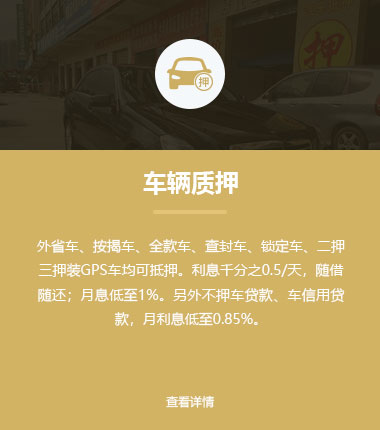 押
押
车辆质押
外省车、按揭车、全款车、查封车、锁定车、二押
三押装GPS车均可抵押。利息千分之0.5/天，随借
随还；月息低至1%。另外不押车贷款、车信用贷
款，月利息低至0.85%。
查看详情